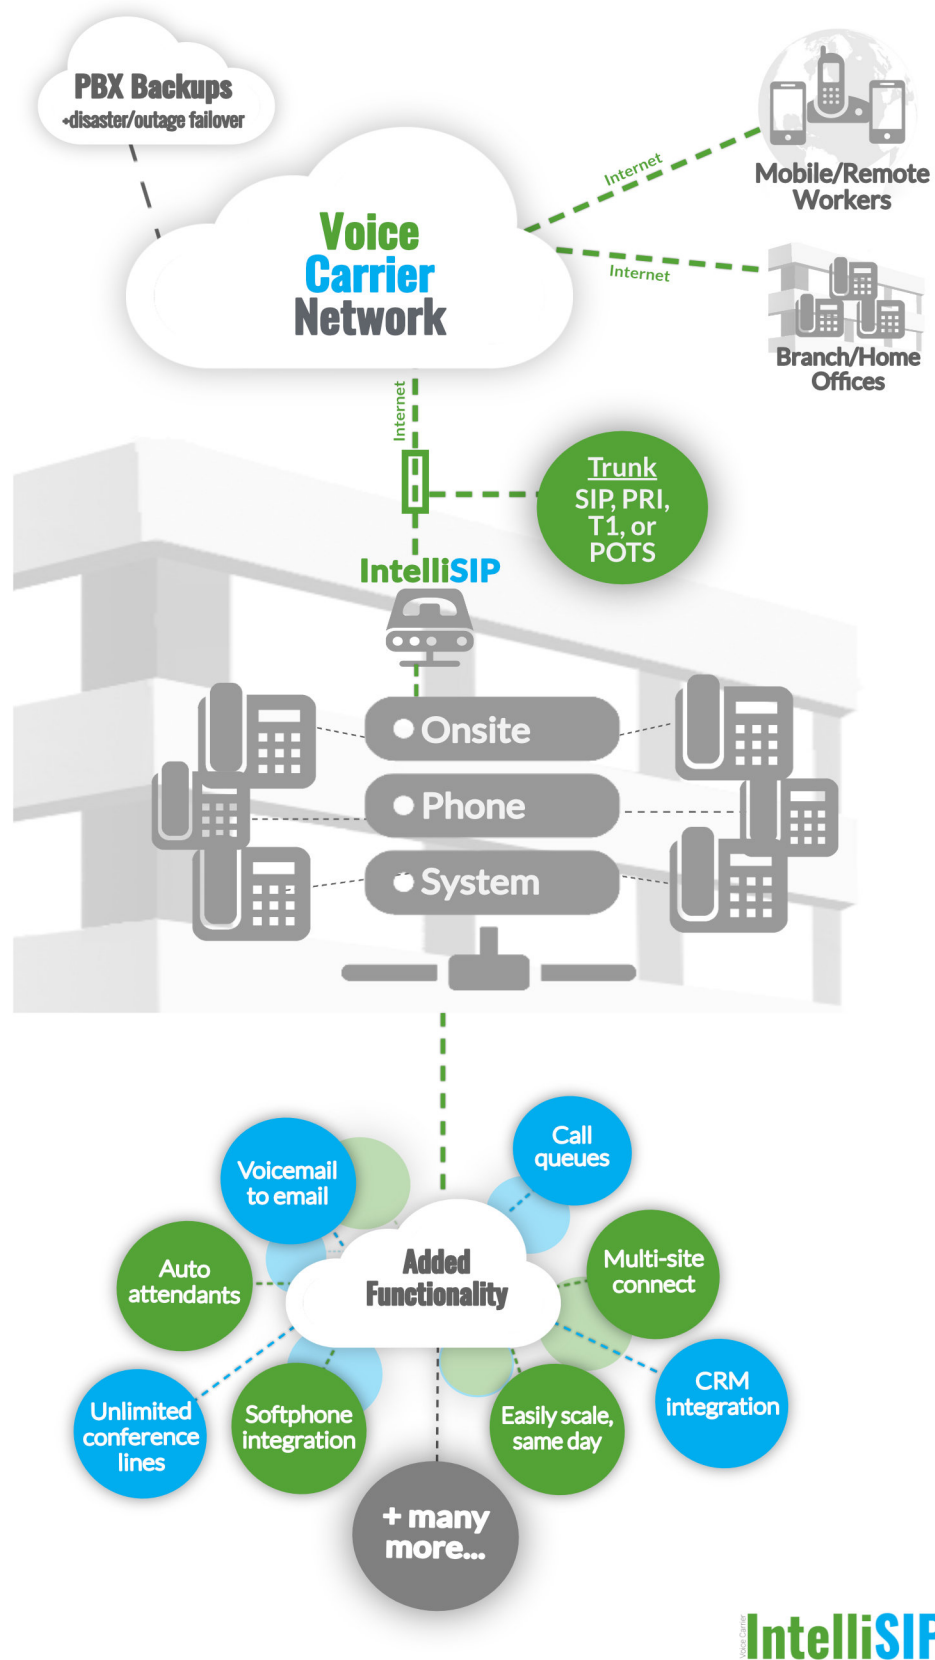 PBX Backups
+disaster/outage failover
Voice
Carrier
Network
Internet
Mobile/Remote
Workers
Internet
Branch/Home
Offices
Internet
Trunk
SIP, PRI,
T1, or
POTS
IntelliSIP
Onsite
Phone
System
Voicemail
to email
Call
queues
Auto
attendants
Added
Functionality
Multi-site
connect
Unlimited
conference
lines
Softphone
integration
Easily scale,
same day
CRM
integration
+ many
more...
Voice Carrier
IntelliSIP